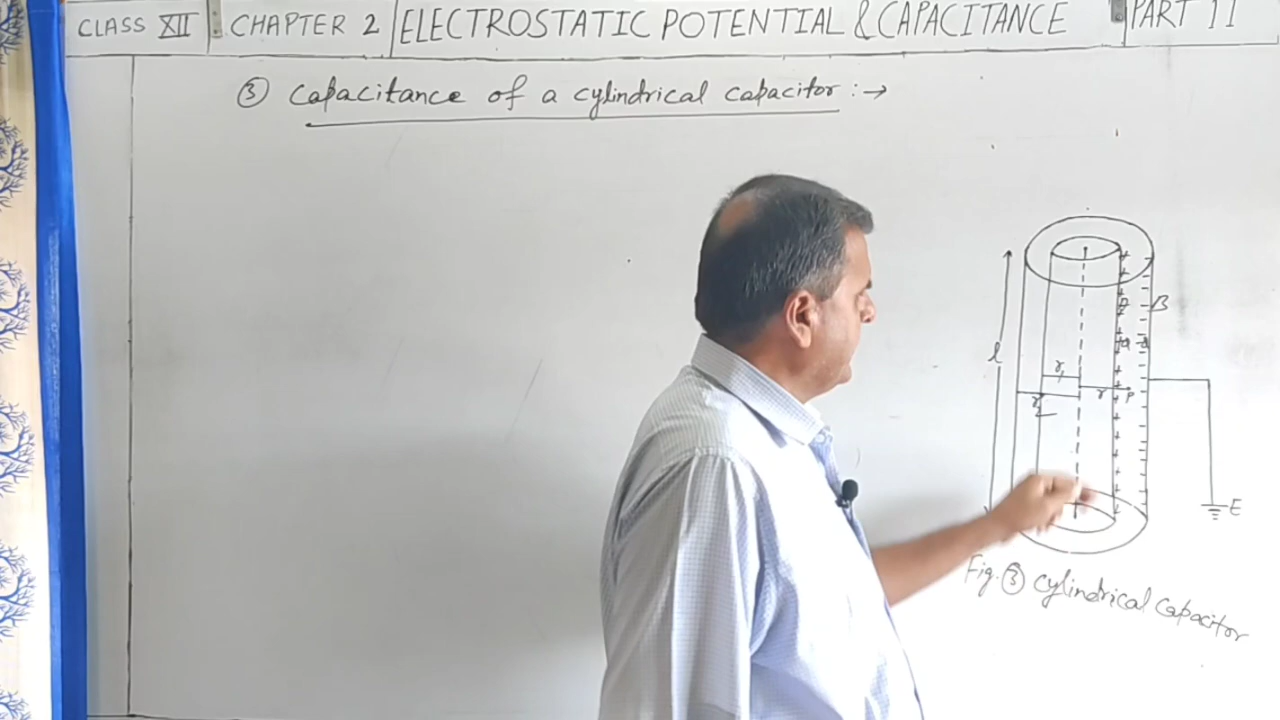 CLASS XII CHAPTER 2 ELECTROSTATIC POTENTIAL & CAPACITANCE PART 11
③ Capacitance of a cylindrical capacitor :→
B
l
r₁
r P
r₂
E
Fig. ③ Cylindrical Capacitor